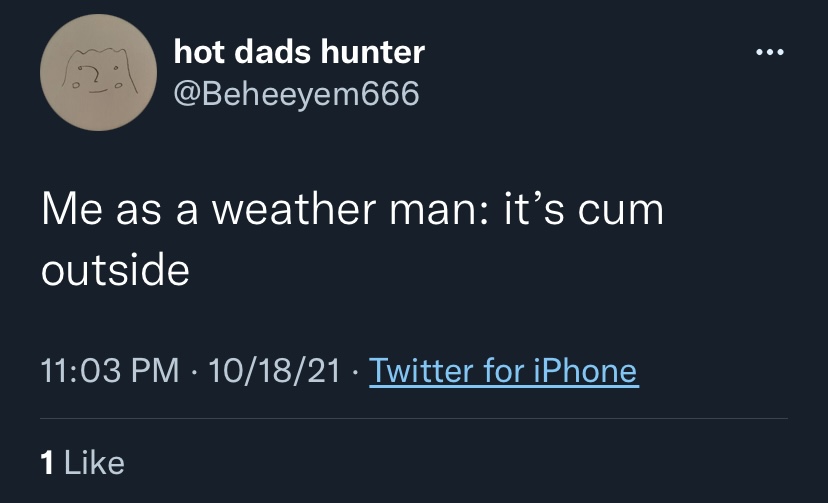 hot dads hunter
@Beheeyem666
Me as a weather man: it’s cum
outside
11:03 PM · 10/18/21 · Twitter for iPhone
1 Like